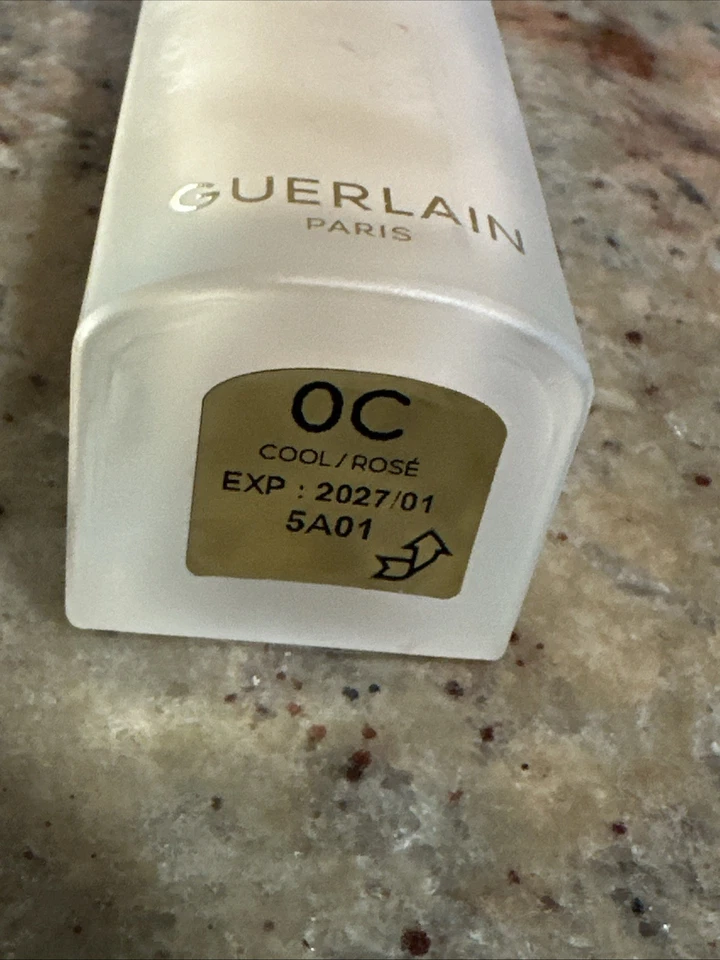 GUERLAIN
PARIS
0C
COOL/ROSÉ
EXP : 2027/01
5A01